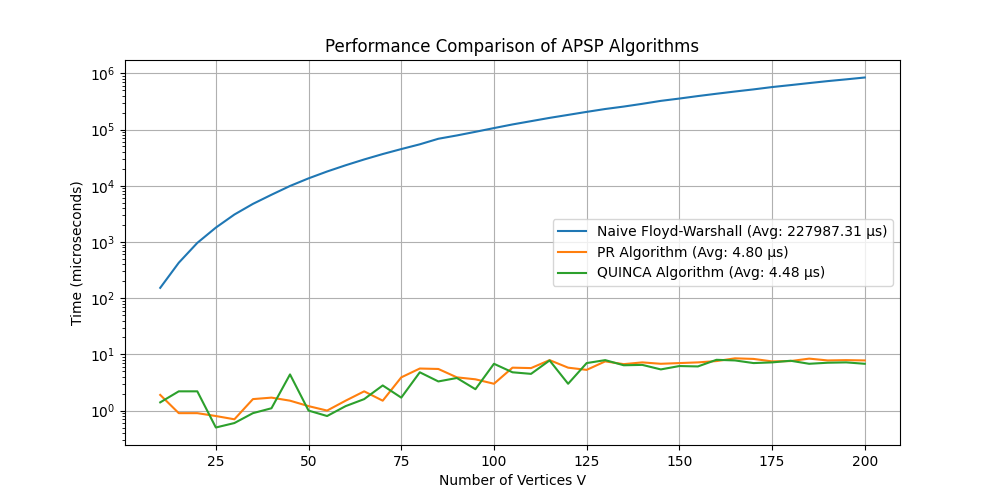 Performance Comparison of APSP Algorithms
10⁶
10⁵
10⁴
10³
10²
10¹
10⁰
Time (microseconds)
Naive Floyd-Warshall (Avg: 227987.31 µs)
PR Algorithm (Avg: 4.80 µs)
QUINCA Algorithm (Avg: 4.48 µs)
25 50 75 100 125 150 175 200
Number of Vertices V